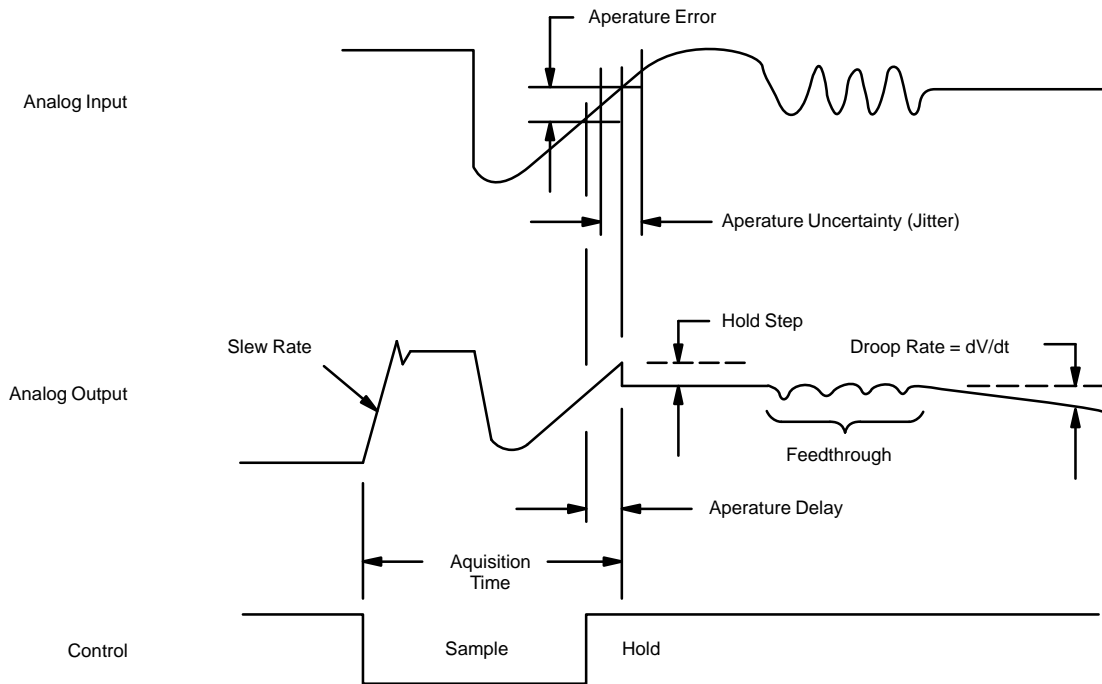 Aperature Error
Analog Input
Aperature Uncertainty (Jitter)
Hold Step
Slew Rate
Droop Rate = dV/dt
Analog Output
Feedthrough
Aperature Delay
Aquisition
Time
Control
Sample
Hold